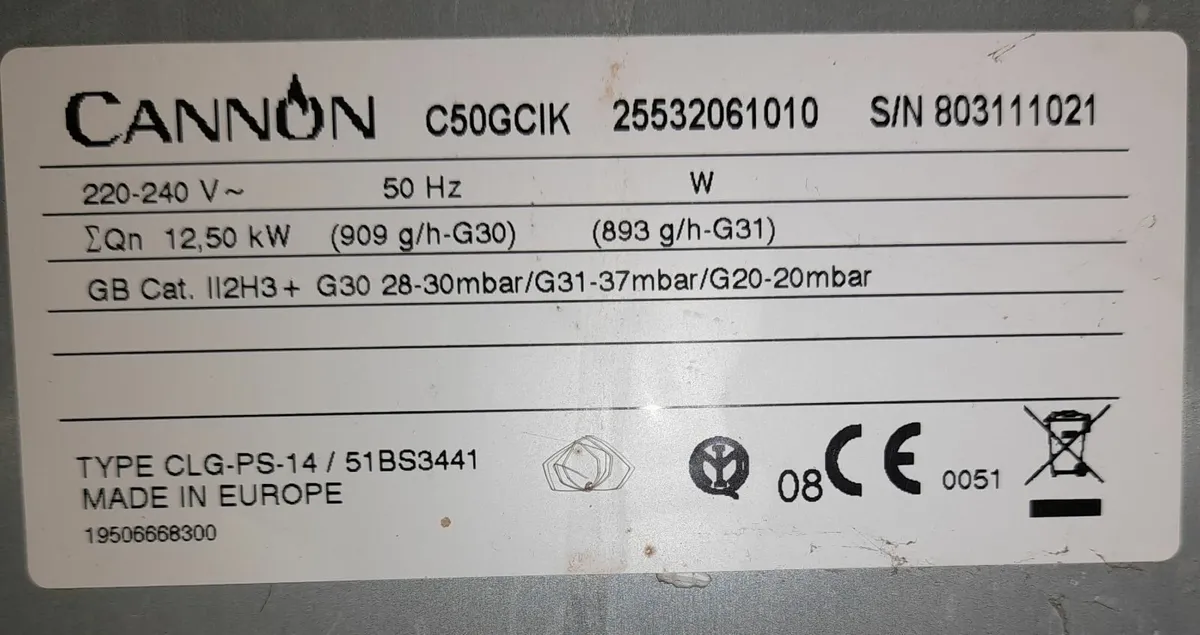 CANNON C50GCIK 25532061010 S/N 803111021
220-240 V~ 50 Hz W
ΣQn 12,50 kW (909 g/h-G30) (893 g/h-G31)
GB Cat. II2H3+ G30 28-30mbar/G31-37mbar/G20-20mbar
TYPE CLG-PS-14 / 51BS3441
MADE IN EUROPE
19506668300
08 CE 0051